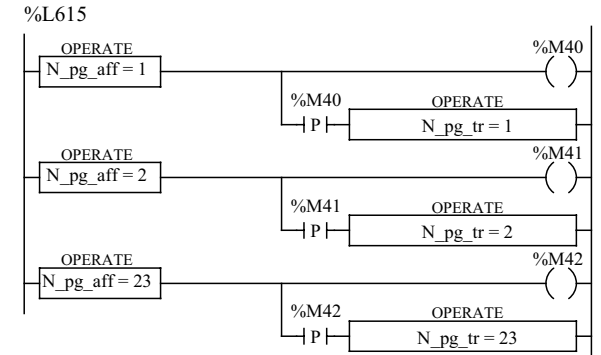 %L615
OPERATE %M40
N_pg_aff = 1 ( )
%M40 OPERATE
P N_pg_tr = 1
OPERATE %M41
N_pg_aff = 2 ( )
%M41 OPERATE
P N_pg_tr = 2
OPERATE %M42
N_pg_aff = 23 ( )
%M42 OPERATE
P N_pg_tr = 23